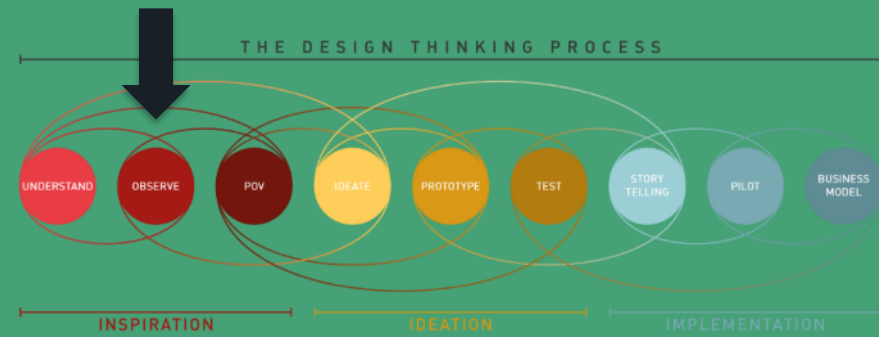 THE DESIGN THINKING PROCESS
UNDERSTAND
OBSERVE
POV
IDEATE
PROTOTYPE
TEST
STORY
TELLING
PILOT
BUSINESS
MODEL
INSPIRATION
IDEATION
IMPLEMENTATION